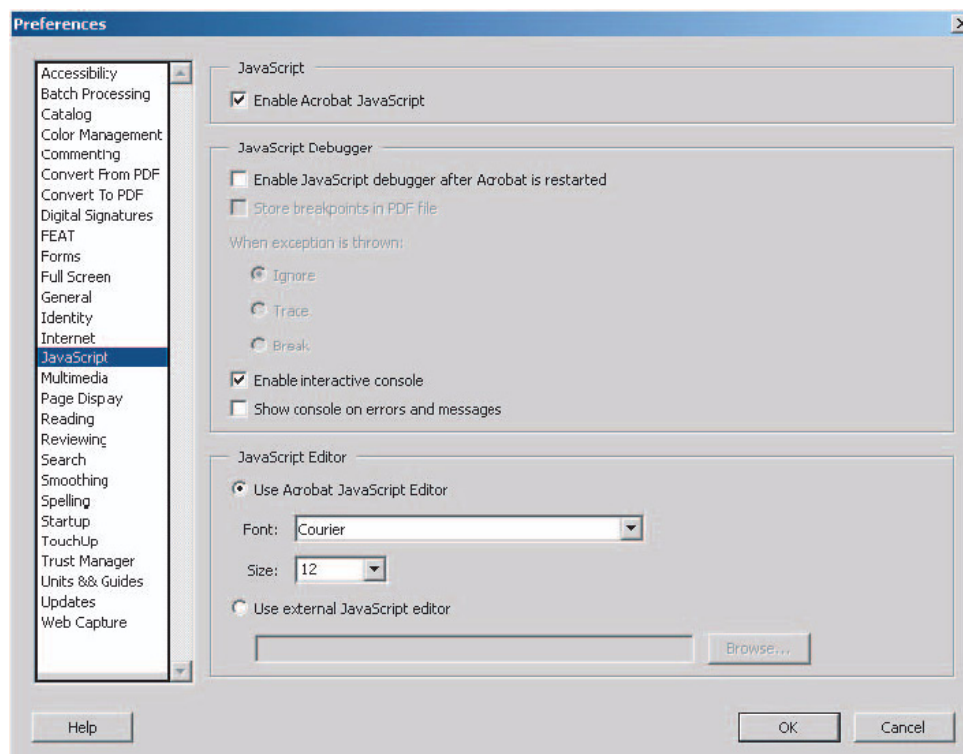 Preferences
Accessibility
Batch Processing
Catalog
Color Management
Commenting
Convert From PDF
Convert To PDF
Digital Signatures
FEAT
Forms
Full Screen
General
Identity
Internet
JavaScript
Multimedia
Page Display
Reading
Reviewing
Search
Smoothing
Spelling
Startup
TouchUp
Trust Manager
Units && Guides
Updates
Web Capture
JavaScript
Enable Acrobat JavaScript
JavaScript Debugger
Enable JavaScript debugger after Acrobat is restarted
Store breakpoints in PDF file
When exception is thrown:
Ignore
Trace
Break
Enable interactive console
Show console on errors and messages
JavaScript Editor
Use Acrobat JavaScript Editor
Font: Courier
Size: 12
Use external JavaScript editor
Browse...
Help
OK
Cancel